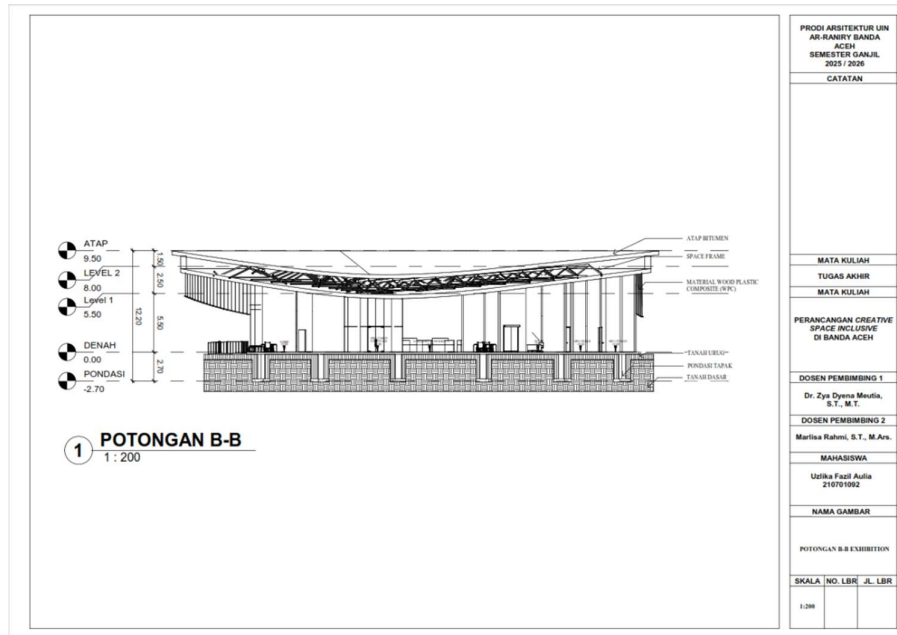 ATAP
9.50
LEVEL 2
8.00
Level 1
5.50
DENAH
0.00
PONDASI
-2.70
1.50
2.50
5.50
2.70
12.20
ATAP BITUMEN
SPACE FRAME
MATERIAL WOOD PLASTIC
COMPOSITE (WPC)
TANAH URUG
PONDASI TAPAK
TANAH DASAR
1
POTONGAN B-B
1 : 200
PRODI ARSITEKTUR UIN
AR-RANIRY BANDA
ACEH
SEMESTER GANJIL
2025 / 2026
CATATAN
MATA KULIAH
TUGAS AKHIR
MATA KULIAH
PERANCANGAN CREATIVE
SPACE INCLUSIVE
DI BANDA ACEH
DOSEN PEMBIMBING 1
Dr. Zya Dyena Meutia,
S.T., M.T.
DOSEN PEMBIMBING 2
Marlisa Rahmi, S.T., M.Ars.
MAHASISWA
Uzlika Fazil Aulia
210701092
NAMA GAMBAR
POTONGAN B-B EXHIBITION
SKALA NO. LBR JL. LBR
1:200